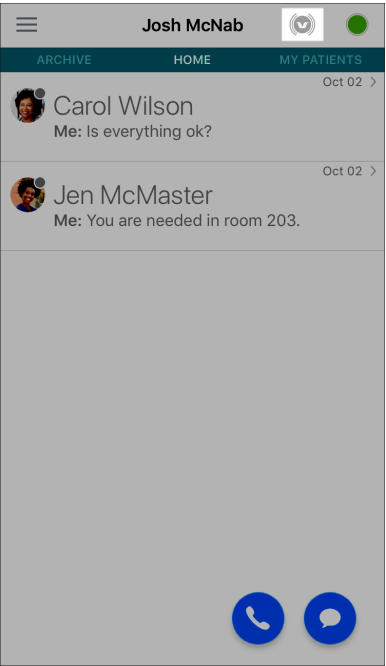 Josh McNab
ARCHIVE HOME MY PATIENTS
Oct 02
Carol Wilson
Me: Is everything ok?
Oct 02
Jen McMaster
Me: You are needed in room 203.